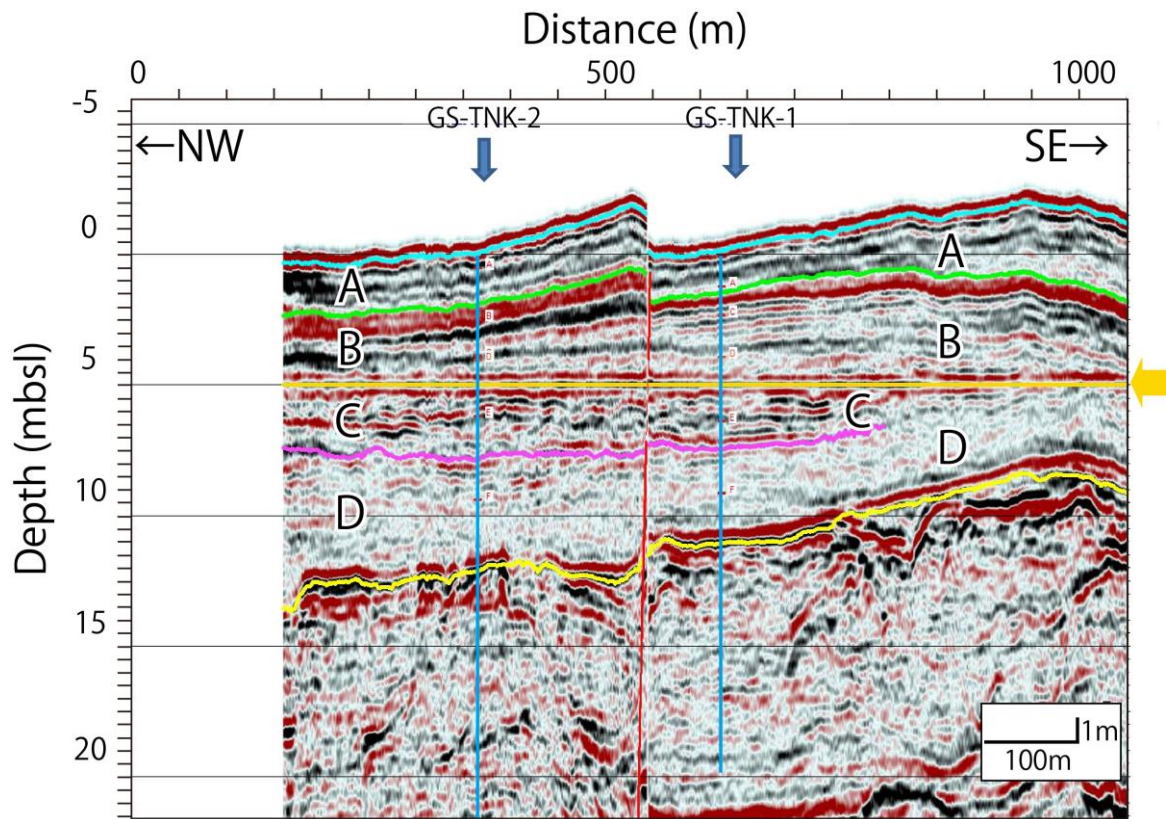 Distance (m)
0 500 1000
-5
GS-TNK-2 GS-TNK-1
←NW SE→
0
A A
A A
B C
B B
5
D D
C E E C
D
10
F F
D
15
20
1m
100m
Depth (mbsl)